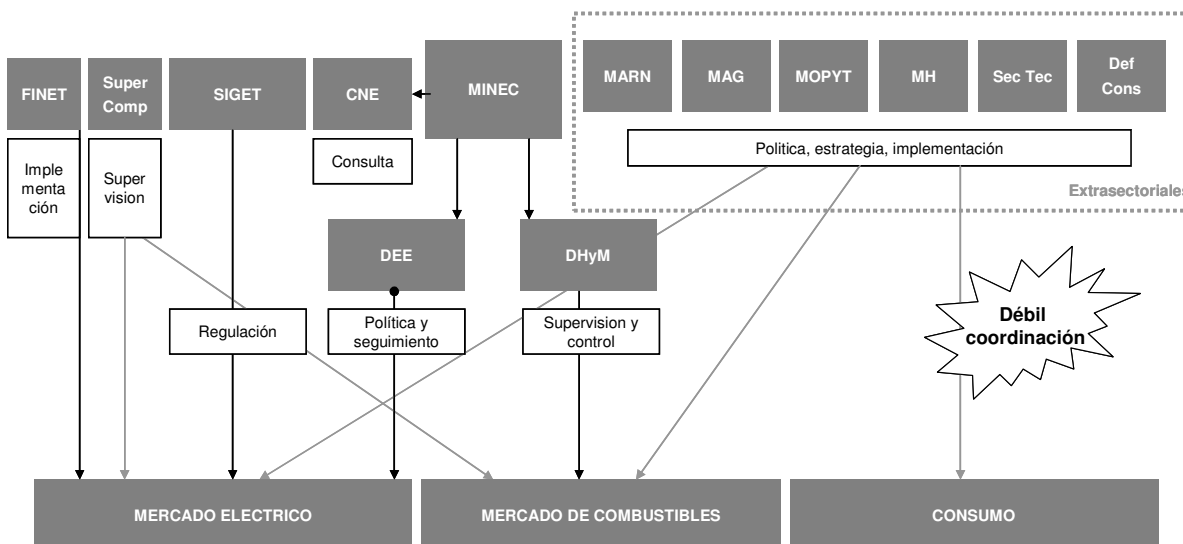 FINET
Super
Comp
SIGET
CNE
MINEC
MARN
MAG
MOPYT
MH
Sec Tec
Def
Cons
Imple
menta
ción
Super
vision
Consulta
Politica, estrategia, implementación
Extrasectoriales
DEE
DHyM
Regulación
Política y
seguimiento
Supervision y
control
Débil
coordinación
MERCADO ELECTRICO
MERCADO DE COMBUSTIBLES
CONSUMO